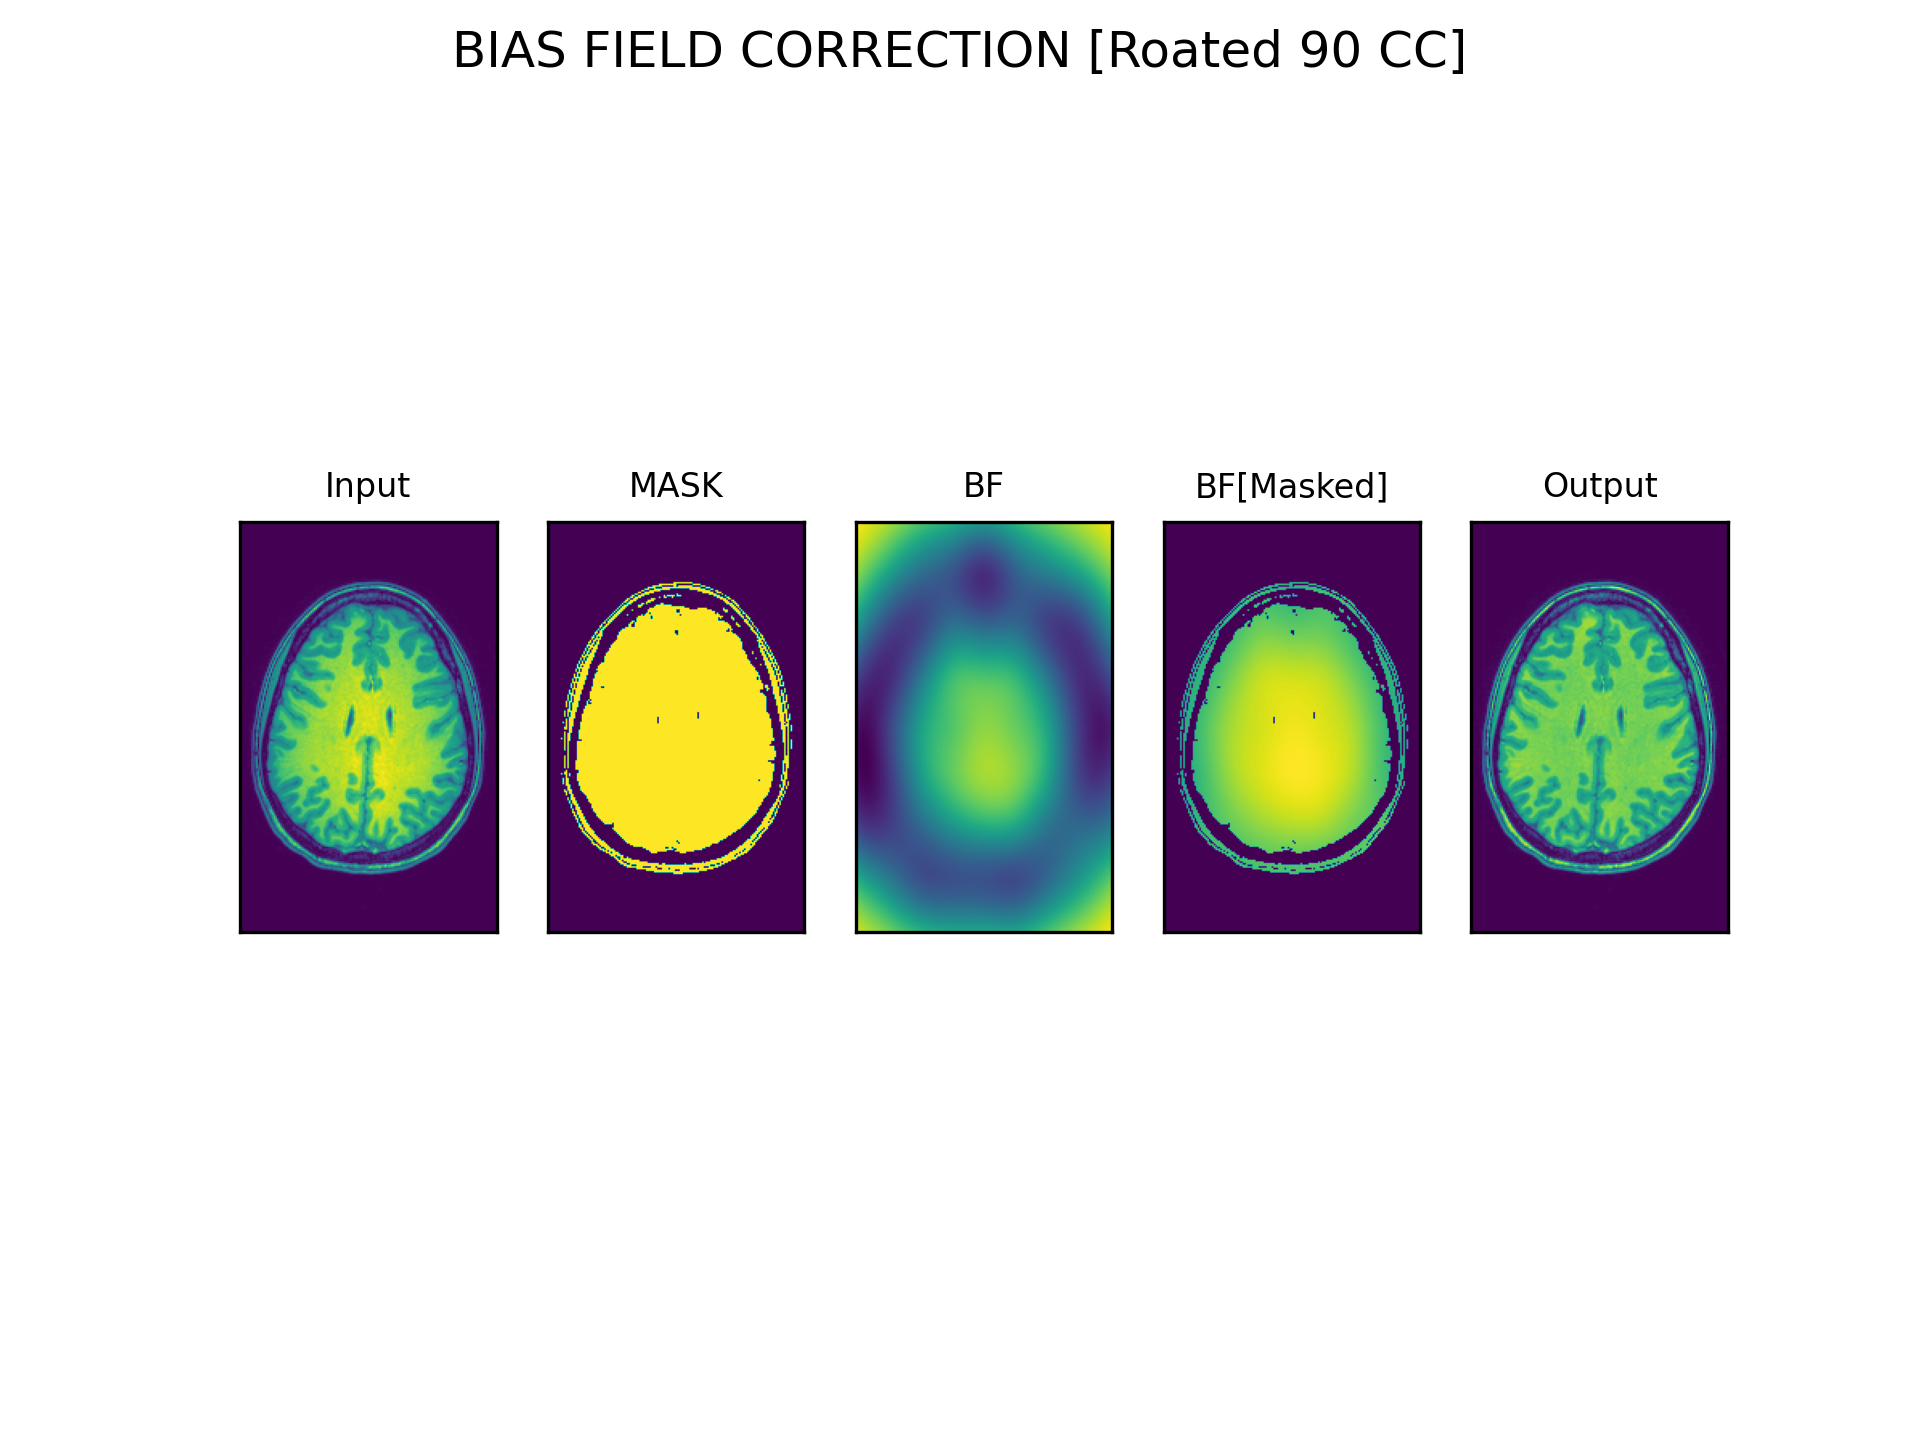 BIAS FIELD CORRECTION [Roated 90 CC]
Input
MASK
BF
BF[Masked]
Output